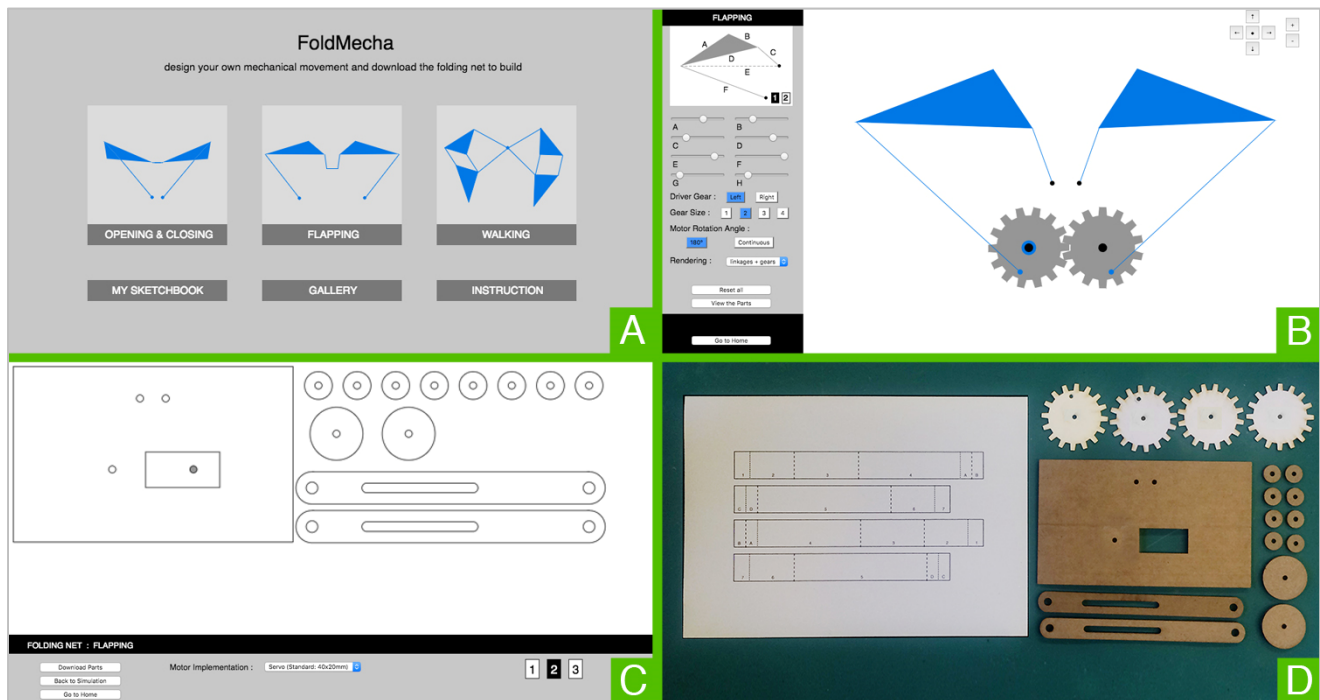 FoldMecha
design your own mechanical movement and download the folding net to build
OPENING & CLOSING
FLAPPING
WALKING
MY SKETCHBOOK
GALLERY
INSTRUCTION
A
FLAPPING
A
B
C
D
E
F
1 2
A
B
C
D
E
F
G
H
Driver Gear : Left Right
Gear Size : 1 2 3 4
Motor Rotation Angle :
180° Continuous
Rendering : linkages + gears
Reset all
View the Parts
Go to Home
↑
← • →
↓
+
-
B
FOLDING NET : FLAPPING
Download Parts
Back to Simulation
Go to Home
Motor Implementation : Servo (Standard: 40x20mm)
1 2 3
C
D